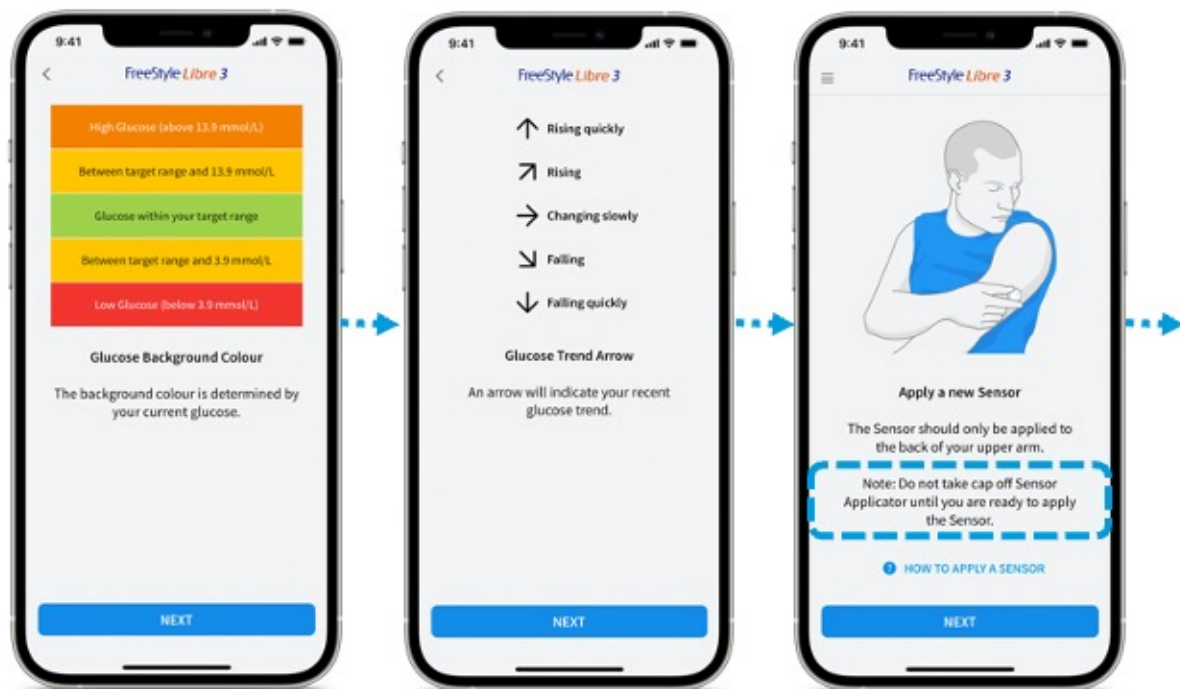 9:41
FreeStyle Libre 3
High Glucose (above 13.9 mmol/L)
Between target range and 13.9 mmol/L
Glucose within your target range
Between target range and 3.9 mmol/L
Low Glucose (below 3.9 mmol/L)
Glucose Background Colour
The background colour is determined by
your current glucose.
NEXT
9:41
FreeStyle Libre 3
Rising quickly
Rising
Changing slowly
Falling
Falling quickly
Glucose Trend Arrow
An arrow will indicate your recent
glucose trend.
NEXT
9:41
FreeStyle Libre 3
Apply a new Sensor
The Sensor should only be applied to
the back of your upper arm.
Note: Do not take cap off Sensor
Applicator until you are ready to apply
the Sensor.
? HOW TO APPLY A SENSOR
NEXT